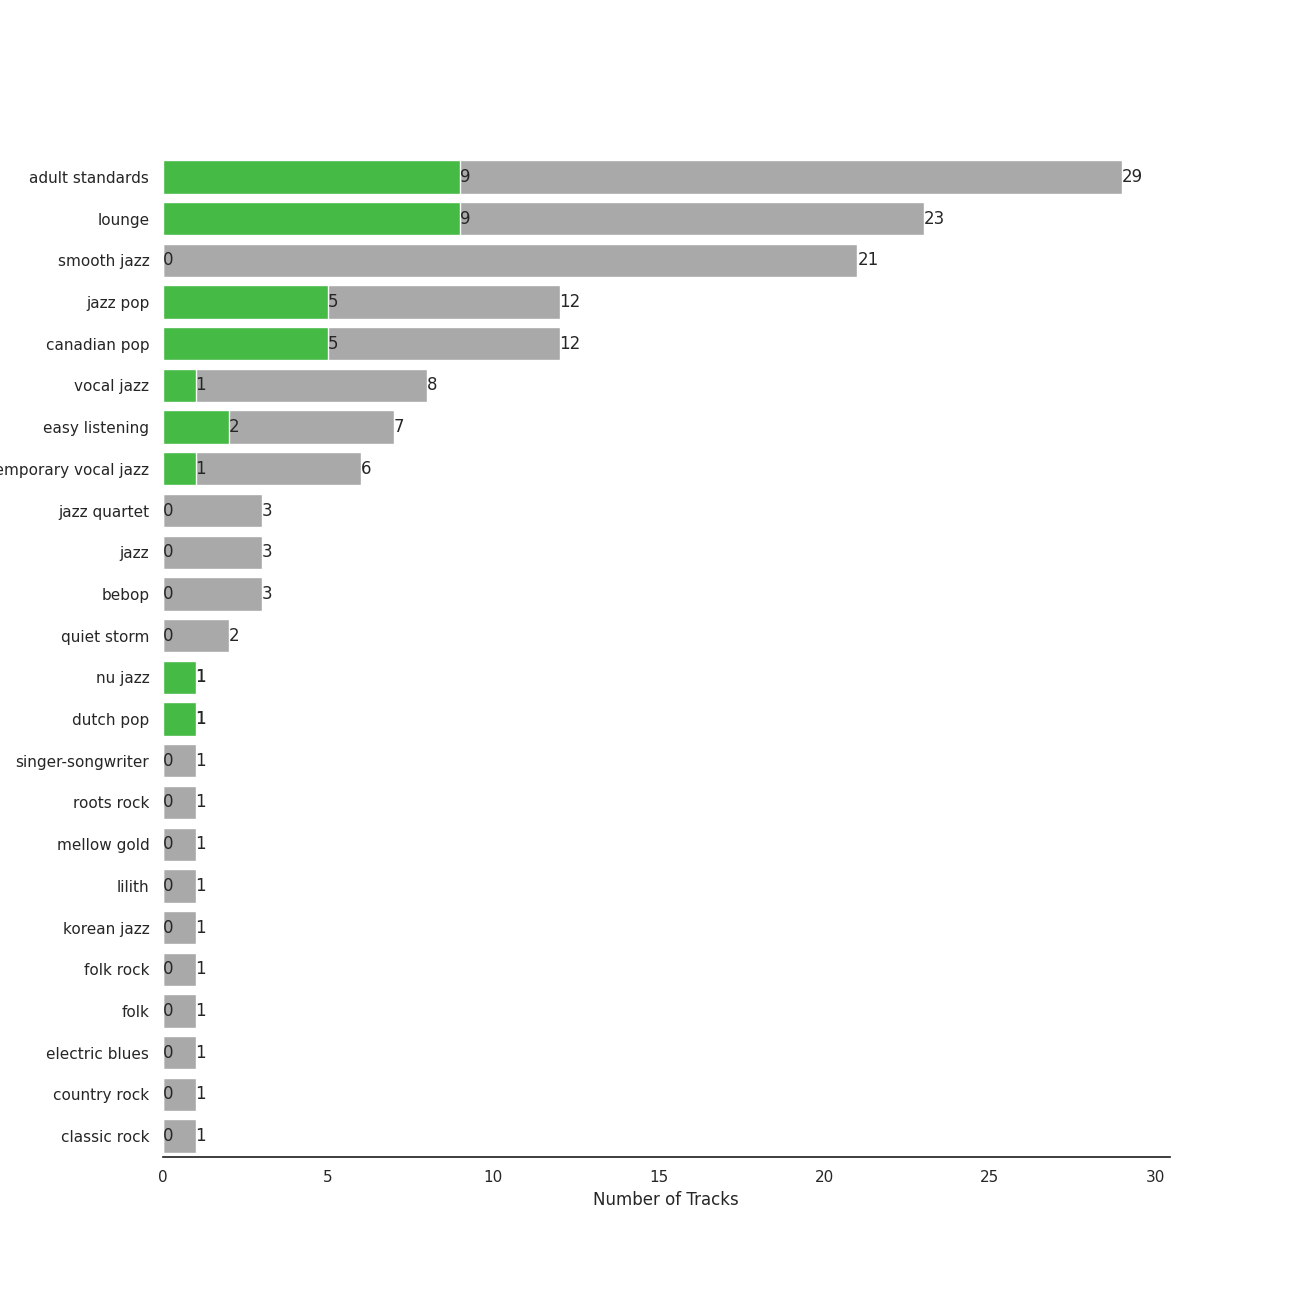 adult standards 9 29
lounge 9 23
smooth jazz 0 21
jazz pop 5 12
canadian pop 5 12
vocal jazz 1 8
easy listening 2 7
emporary vocal jazz 1 6
jazz quartet 0 3
jazz 0 3
bebop 0 3
quiet storm 0 2
nu jazz 1
dutch pop 1
singer-songwriter 0 1
roots rock 0 1
mellow gold 0 1
lilith 0 1
korean jazz 0 1
folk rock 0 1
folk 0 1
electric blues 0 1
country rock 0 1
classic rock 0 1
0 5 10 15 20 25 30
Number of Tracks